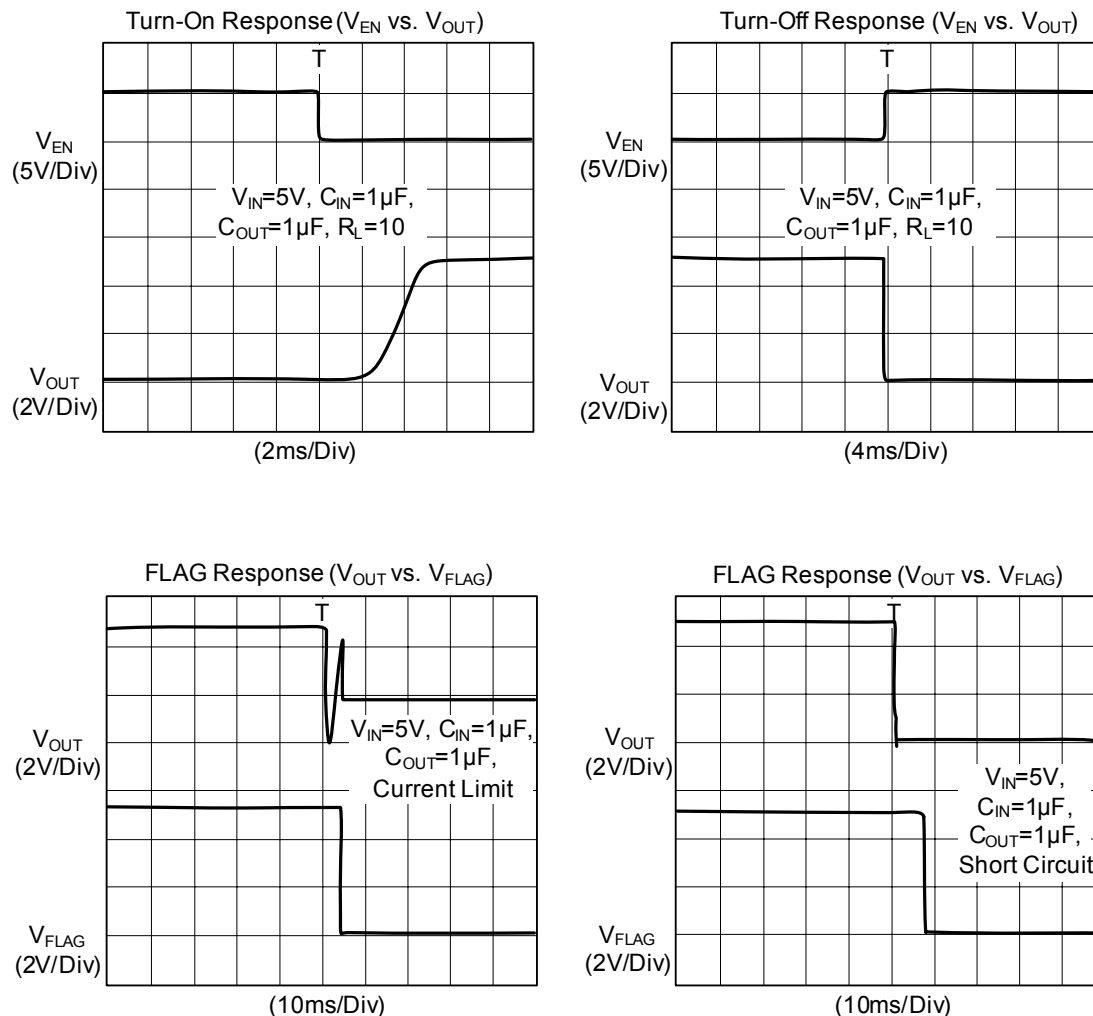 Turn-On Response (VEN vs. VOUT)
T
VEN
(5V/Div)
VIN=5V, CIN=1µF,
COUT=1µF, RL=10
VOUT
(2V/Div)
(2ms/Div)
Turn-Off Response (VEN vs. VOUT)
T
VEN
(5V/Div)
VIN=5V, CIN=1µF,
COUT=1µF, RL=10
VOUT
(2V/Div)
(4ms/Div)
FLAG Response (VOUT vs. VFLAG)
T
VOUT
(2V/Div)
VIN=5V, CIN=1µF,
COUT=1µF,
Current Limit
VFLAG
(2V/Div)
(10ms/Div)
FLAG Response (VOUT vs. VFLAG)
T
VOUT
(2V/Div)
VIN=5V,
CIN=1µF,
COUT=1µF,
Short Circuit
VFLAG
(2V/Div)
(10ms/Div)